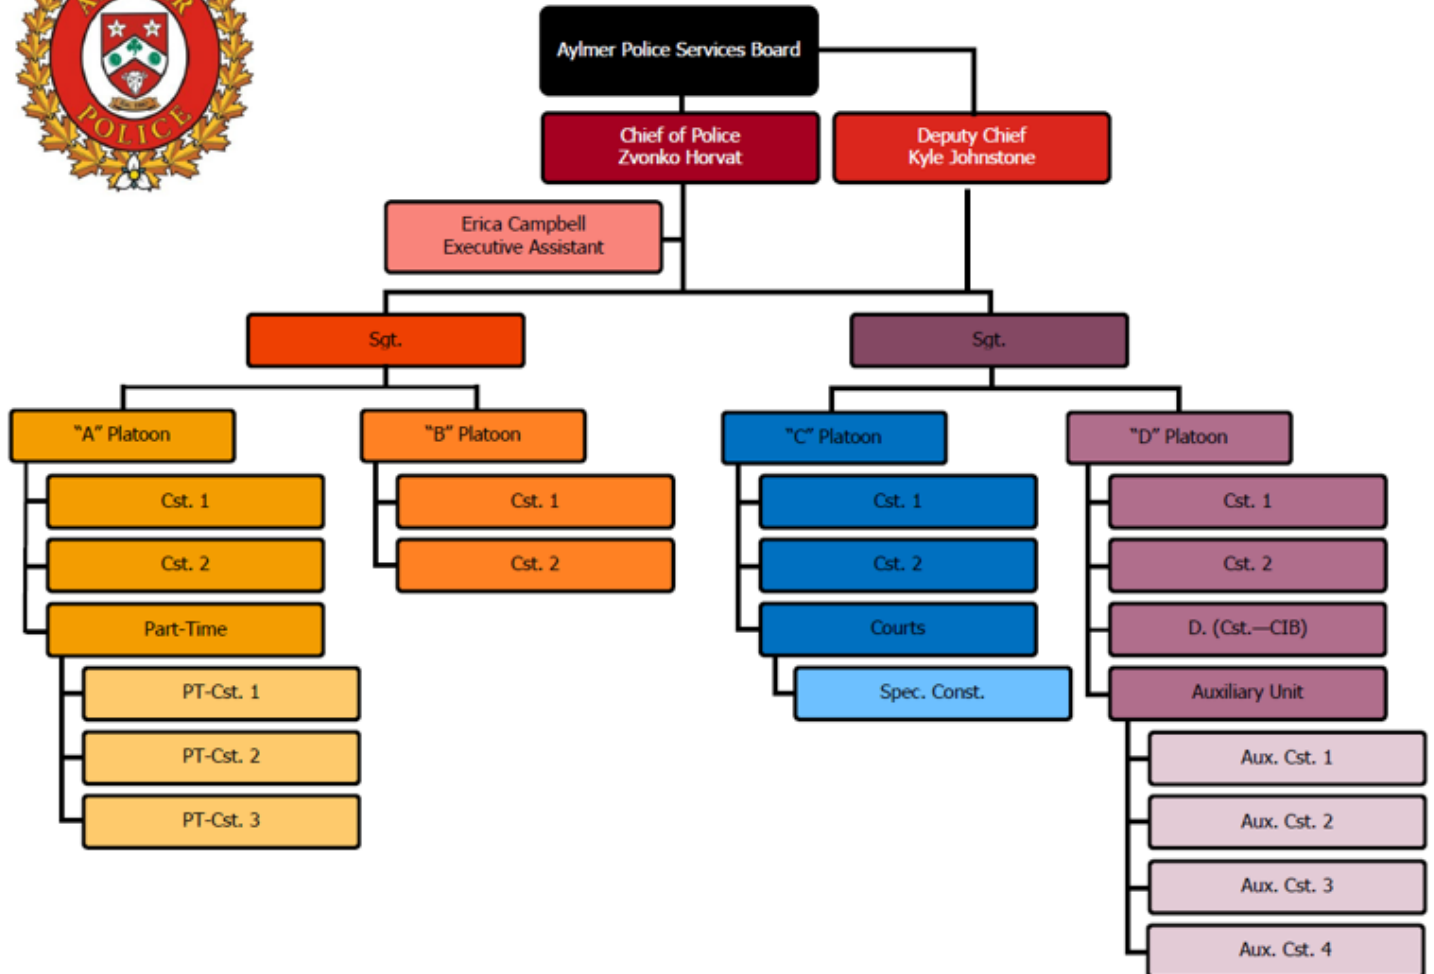 POLICE
Aylmer Police Services Board
Chief of Police
Zvonko Horvat
Deputy Chief
Kyle Johnstone
Erica Campbell
Executive Assistant
Sgt.
Sgt.
“A” Platoon
“B” Platoon
“C” Platoon
“D” Platoon
Cst. 1
Cst. 2
Part-Time
PT-Cst. 1
PT-Cst. 2
PT-Cst. 3
Cst. 1
Cst. 2
Cst. 1
Cst. 2
Courts
Spec. Const.
Cst. 1
Cst. 2
D. (Cst.—CIB)
Auxiliary Unit
Aux. Cst. 1
Aux. Cst. 2
Aux. Cst. 3
Aux. Cst. 4